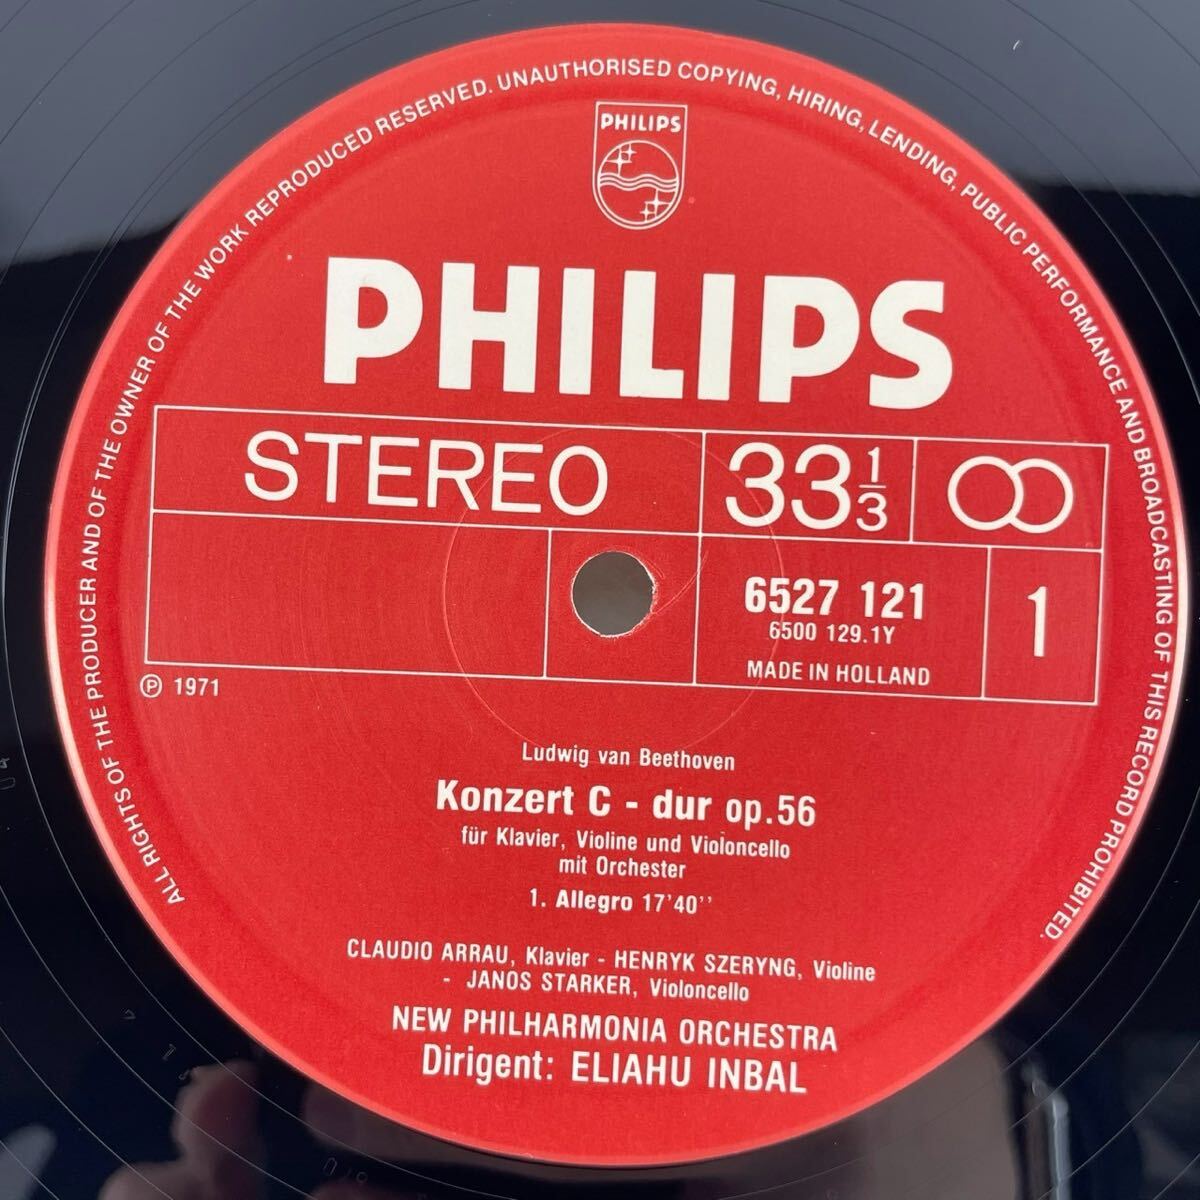 ALL RIGHTS OF THE PRODUCER AND OF THE OWNER OF THE WORK REPRODUCED RESERVED. UNAUTHORISED COPYING, HIRING, LENDING, PUBLIC PERFORMANCE AND BROADCASTING OF THIS RECORD PROHIBITED.
PHILIPS
PHILIPS
STEREO
33 1/3
6527 121
6500 129.1Y
MADE IN HOLLAND
1
℗ 1971
Ludwig van Beethoven
Konzert C - dur op.56
für Klavier, Violine und Violoncello
mit Orchester
1. Allegro 17'40''
CLAUDIO ARRAU, Klavier - HENRYK SZERYNG, Violine
- JANOS STARKER, Violoncello
NEW PHILHARMONIA ORCHESTRA
Dirigent: ELIAHU INBAL